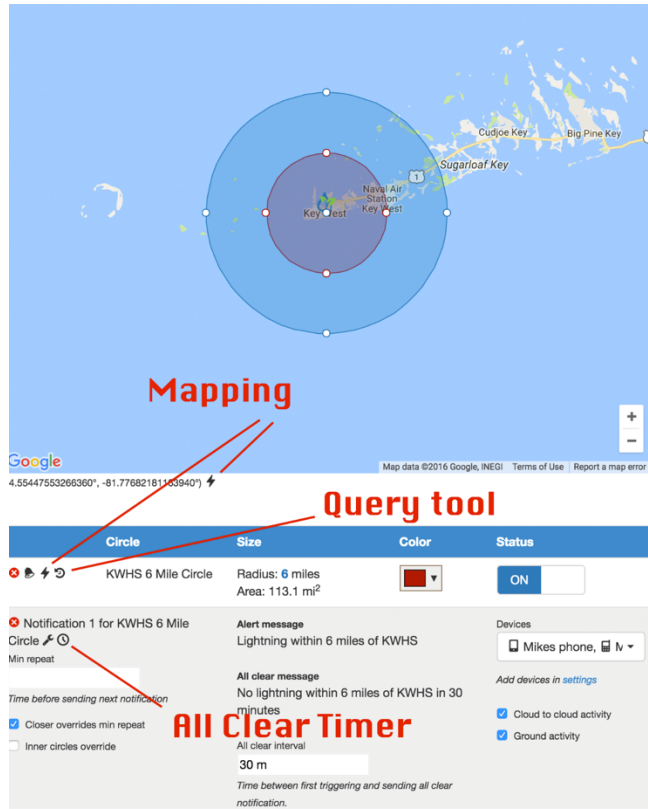 Cudjoe Key
Big Pine Key
Sugarloaf Key
1
Naval Air
Station
Key West
Key West
Mapping
+
−
Google
Map data ©2016 Google, INEGI Terms of Use Report a map error
4.55447553266360°, -81.77682181133940°)
Query tool
Circle Size Color Status
KWHS 6 Mile Circle
Radius: 6 miles
Area: 113.1 mi²
ON
Notification 1 for KWHS 6 Mile
Circle
Min repeat
Time before sending next notification
Closer overrides min repeat
Inner circles override
Alert message
Lightning within 6 miles of KWHS
All clear message
No lightning within 6 miles of KWHS in 30
minutes
All Clear Timer
All clear interval
30 m
Time between first triggering and sending all clear
notification.
Devices
Mikes phone, M
Add devices in settings
Cloud to cloud activity
Ground activity